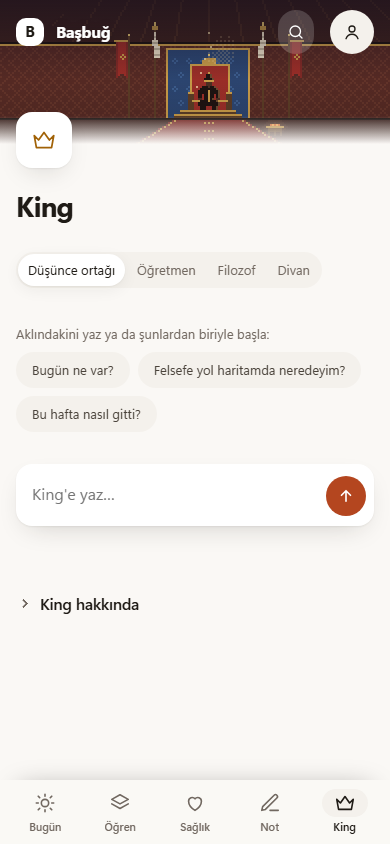 B Başbuğ
King
Düşünce ortağı Öğretmen Filozof Divan
Aklındakini yaz ya da şunlardan biriyle başla:
Bugün ne var? Felsefe yol haritamda neredeyim?
Bu hafta nasıl gitti?
King'e yaz...
King hakkında
Bugün Öğren Sağlık Not King